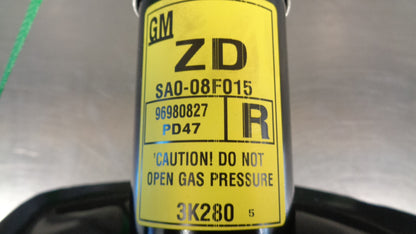 GM
ZD
SA0-08F015
96980827
PD47
R
'CAUTION! DO NOT
OPEN GAS PRESSURE
3K280 5